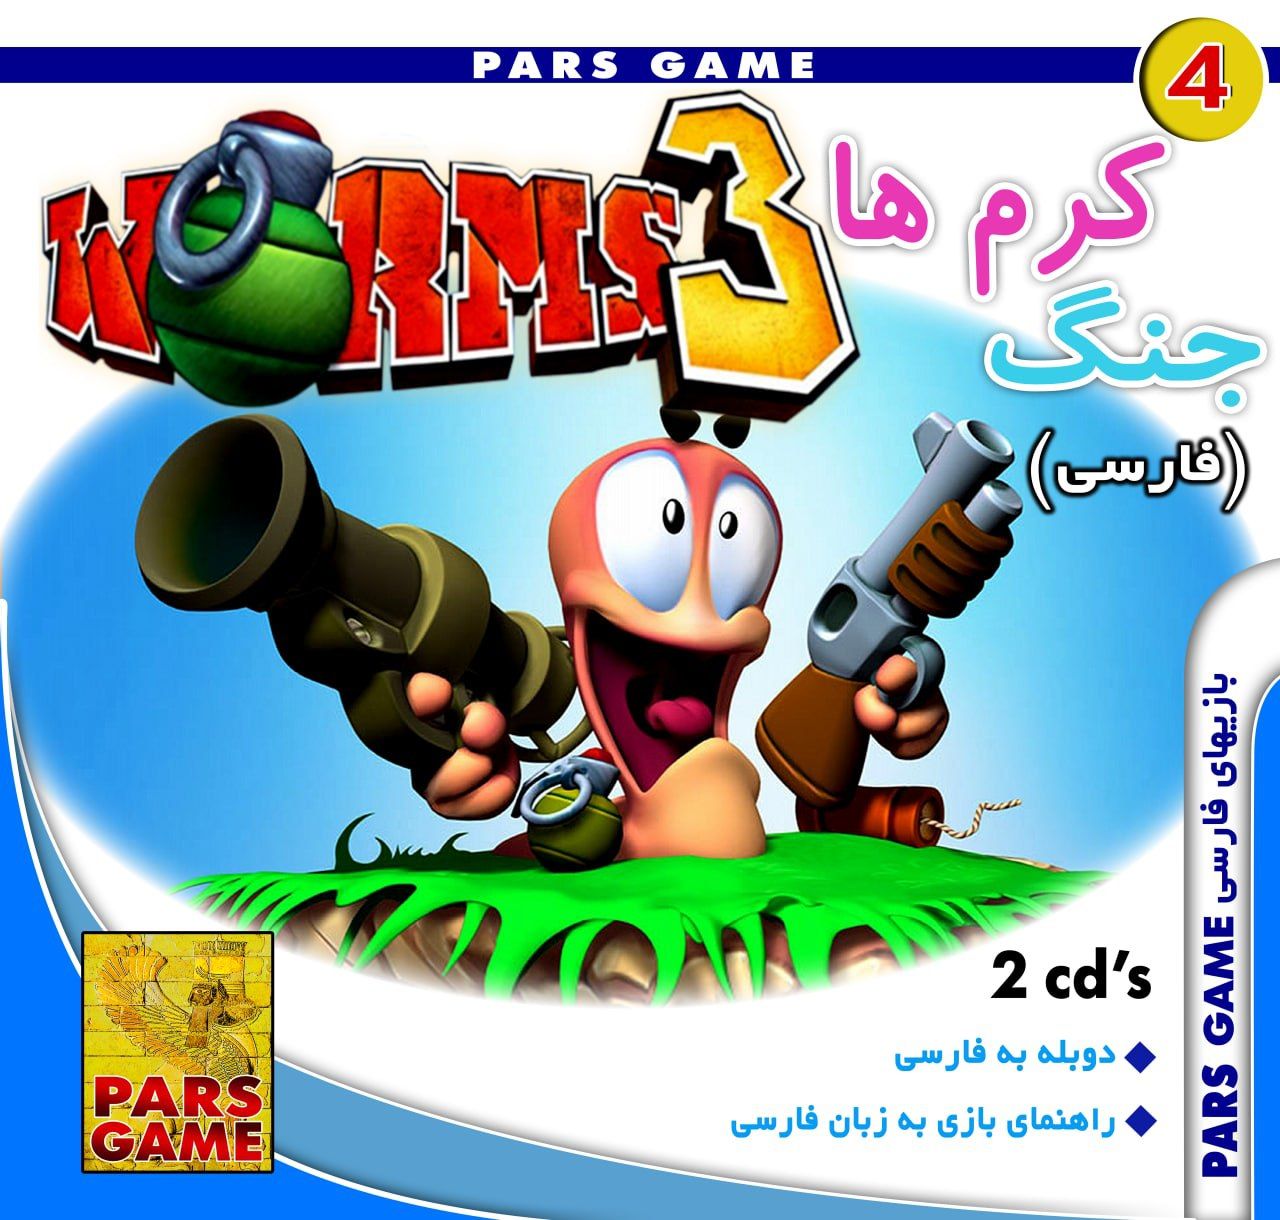 PARS GAME
4
WORMS 3
کرم ها
جنگ
(فارسی)
بازیهای فارسی PARS GAME
2 cd's
دوبله به فارسی
راهنمای بازی به زبان فارسی
PARS
GAME